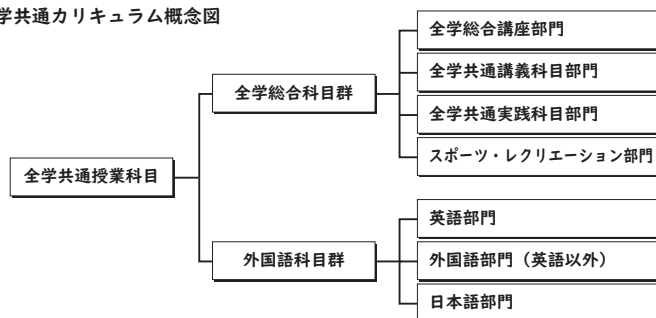 学共通カリキュラム概念図
全学総合講座部門
全学共通講義科目部門
全学総合科目群
全学共通実践科目部門
スポーツ・レクリエーション部門
全学共通授業科目
英語部門
外国語科目群
外国語部門（英語以外）
日本語部門